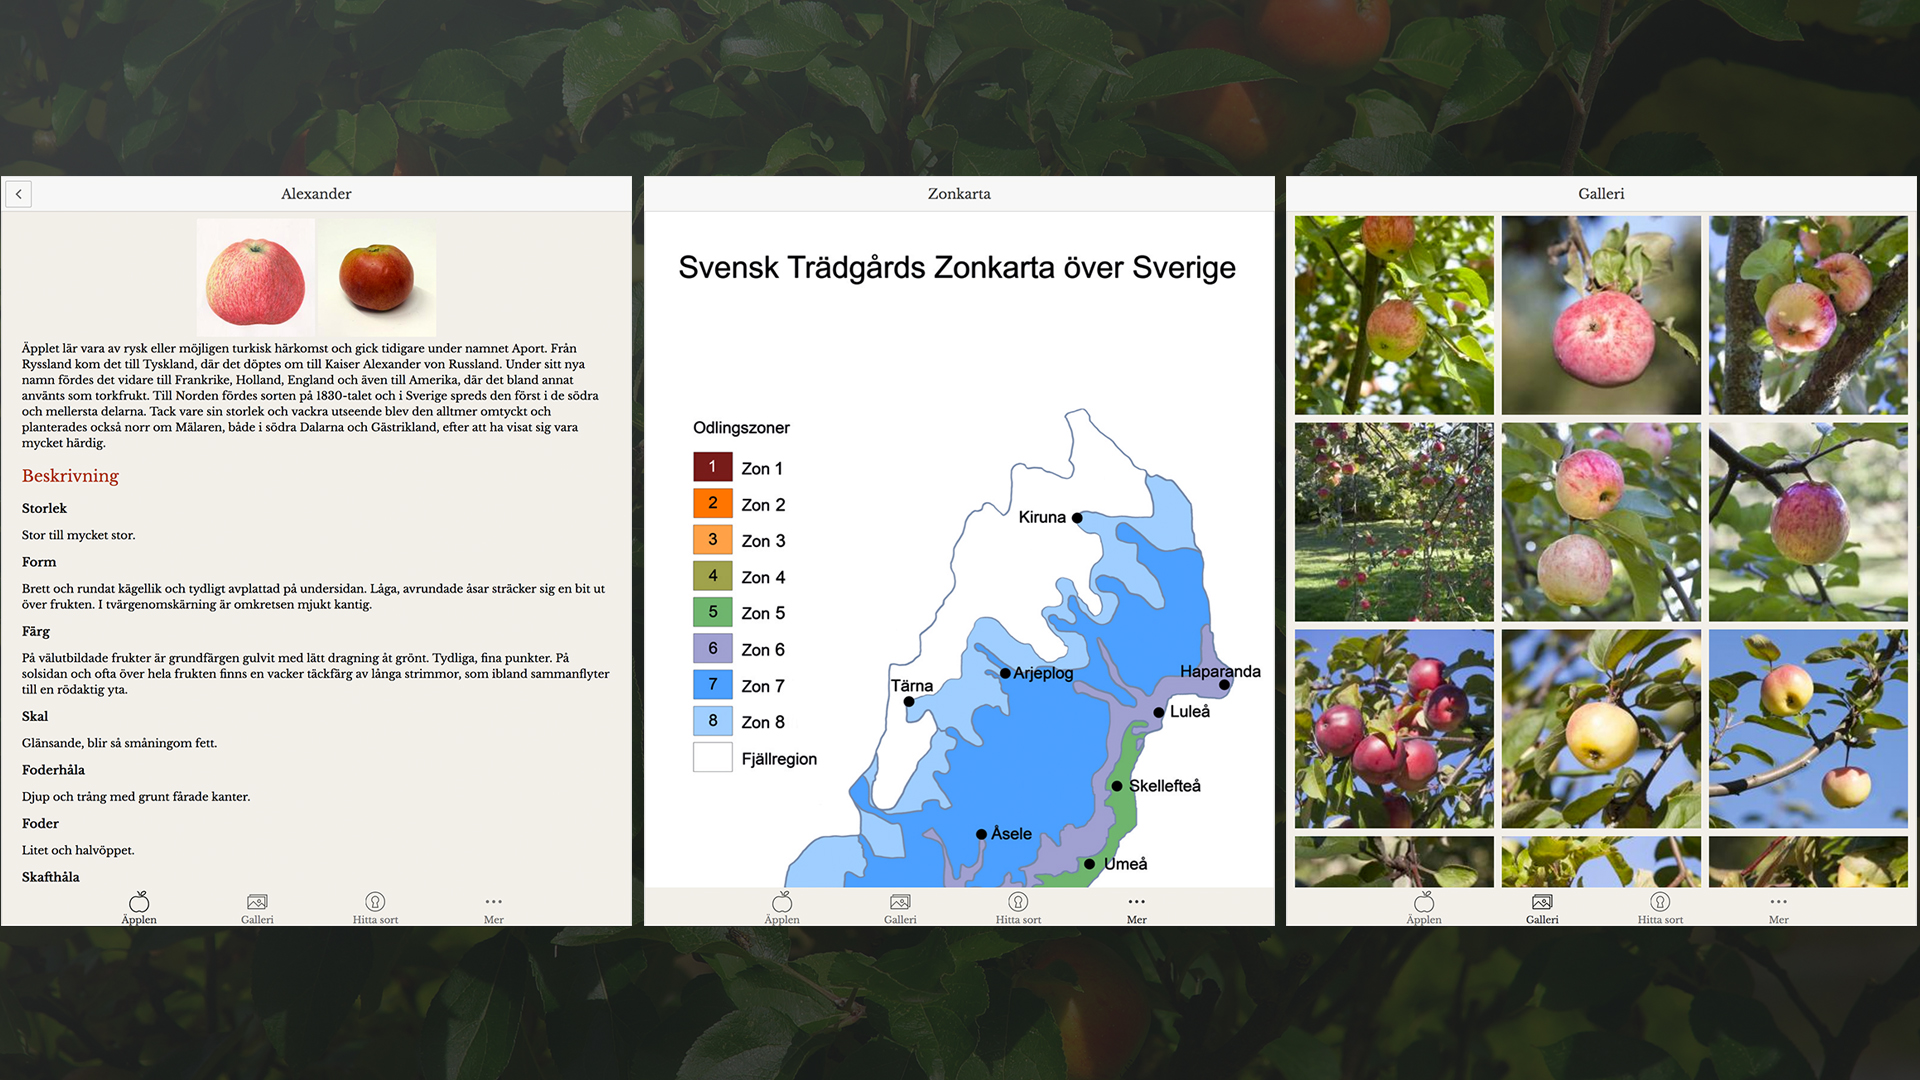 Alexander
Äpplet lär vara av rysk eller möjligen turkisk härkomst och gick tidigare under namnet Aport. Från
Ryssland kom det till Tyskland, där det döptes om till Kaiser Alexander von Russland. Under sitt nya
namn fördes det vidare till Frankrike, Holland, England och även till Amerika, där det bland annat
använts som torkfrukt. Till Norden fördes sorten på 1830-talet och i Sverige spreds den först i de södra
och mellersta delarna. Tack vare sin storlek och vackra utseende blev den alltmer omtyckt och
planterades också norr om Mälaren, både i södra Dalarna och Gästrikland, efter att ha visat sig vara
mycket härdig.
Beskrivning
Storlek
Stor till mycket stor.
Form
Brett och rundat kägellik och tydligt avplattad på undersidan. Låga, avrundade åsar sträcker sig en bit ut
över frukten. I tvärgenomskärning är omkretsen mjukt kantig.
Färg
På välutbildade frukter är grundfärgen gulvit med lätt dragning åt grönt. Tydliga, fina punkter. På
solsidan och ofta över hela frukten finns en vacker täckfärg av långa strimmor, som ibland sammanflyter
till en rödaktig yta.
Skal
Glänsande, blir så småningom fett.
Foderhåla
Djup och trång med grunt fårade kanter.
Foder
Litet och halvöppet.
Skafthåla
Äpplen
Galleri
Hitta sort
Mer
Zonkarta
Svensk Trädgårds Zonkarta över Sverige
Odlingszoner
1 Zon 1
2 Zon 2
3 Zon 3
4 Zon 4
5 Zon 5
6 Zon 6
7 Zon 7
8 Zon 8
Fjällregion
Kiruna
Arjeplog
Haparanda
Tärna
Luleå
Skellefteå
Åsele
Umeå
Äpplen
Galleri
Hitta sort
Mer
Galleri
Äpplen
Galleri
Hitta sort
Mer